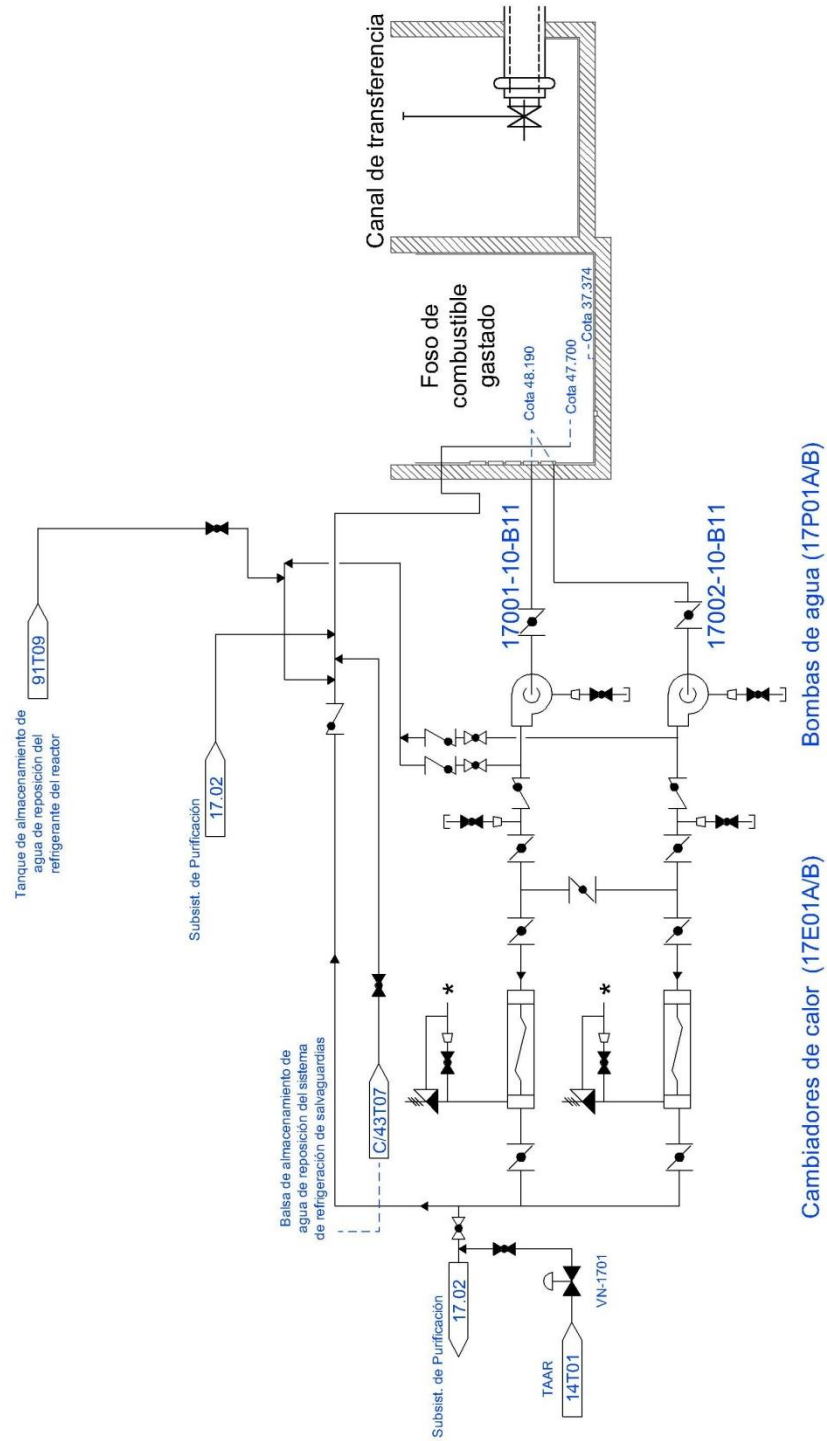 Tanque de almacenamiento de
agua de reposición del
refrigerante del reactor
91T09
Subsist. de Purificación
17.02
Balsa de almacenamiento de
agua de reposición del sistema
de refrigeración de salvaguardias
C/43T07
Subsist. de Purificación
17.02
TAAR
14T01
VN-1701
*
*
Canal de transferencia
Foso de
combustible
gastado
Cota 48.190
Cota 47.700
Cota 37.374
17001-10-B11
17002-10-B11
Cambiadores de calor (17E01A/B)
Bombas de agua (17P01A/B)